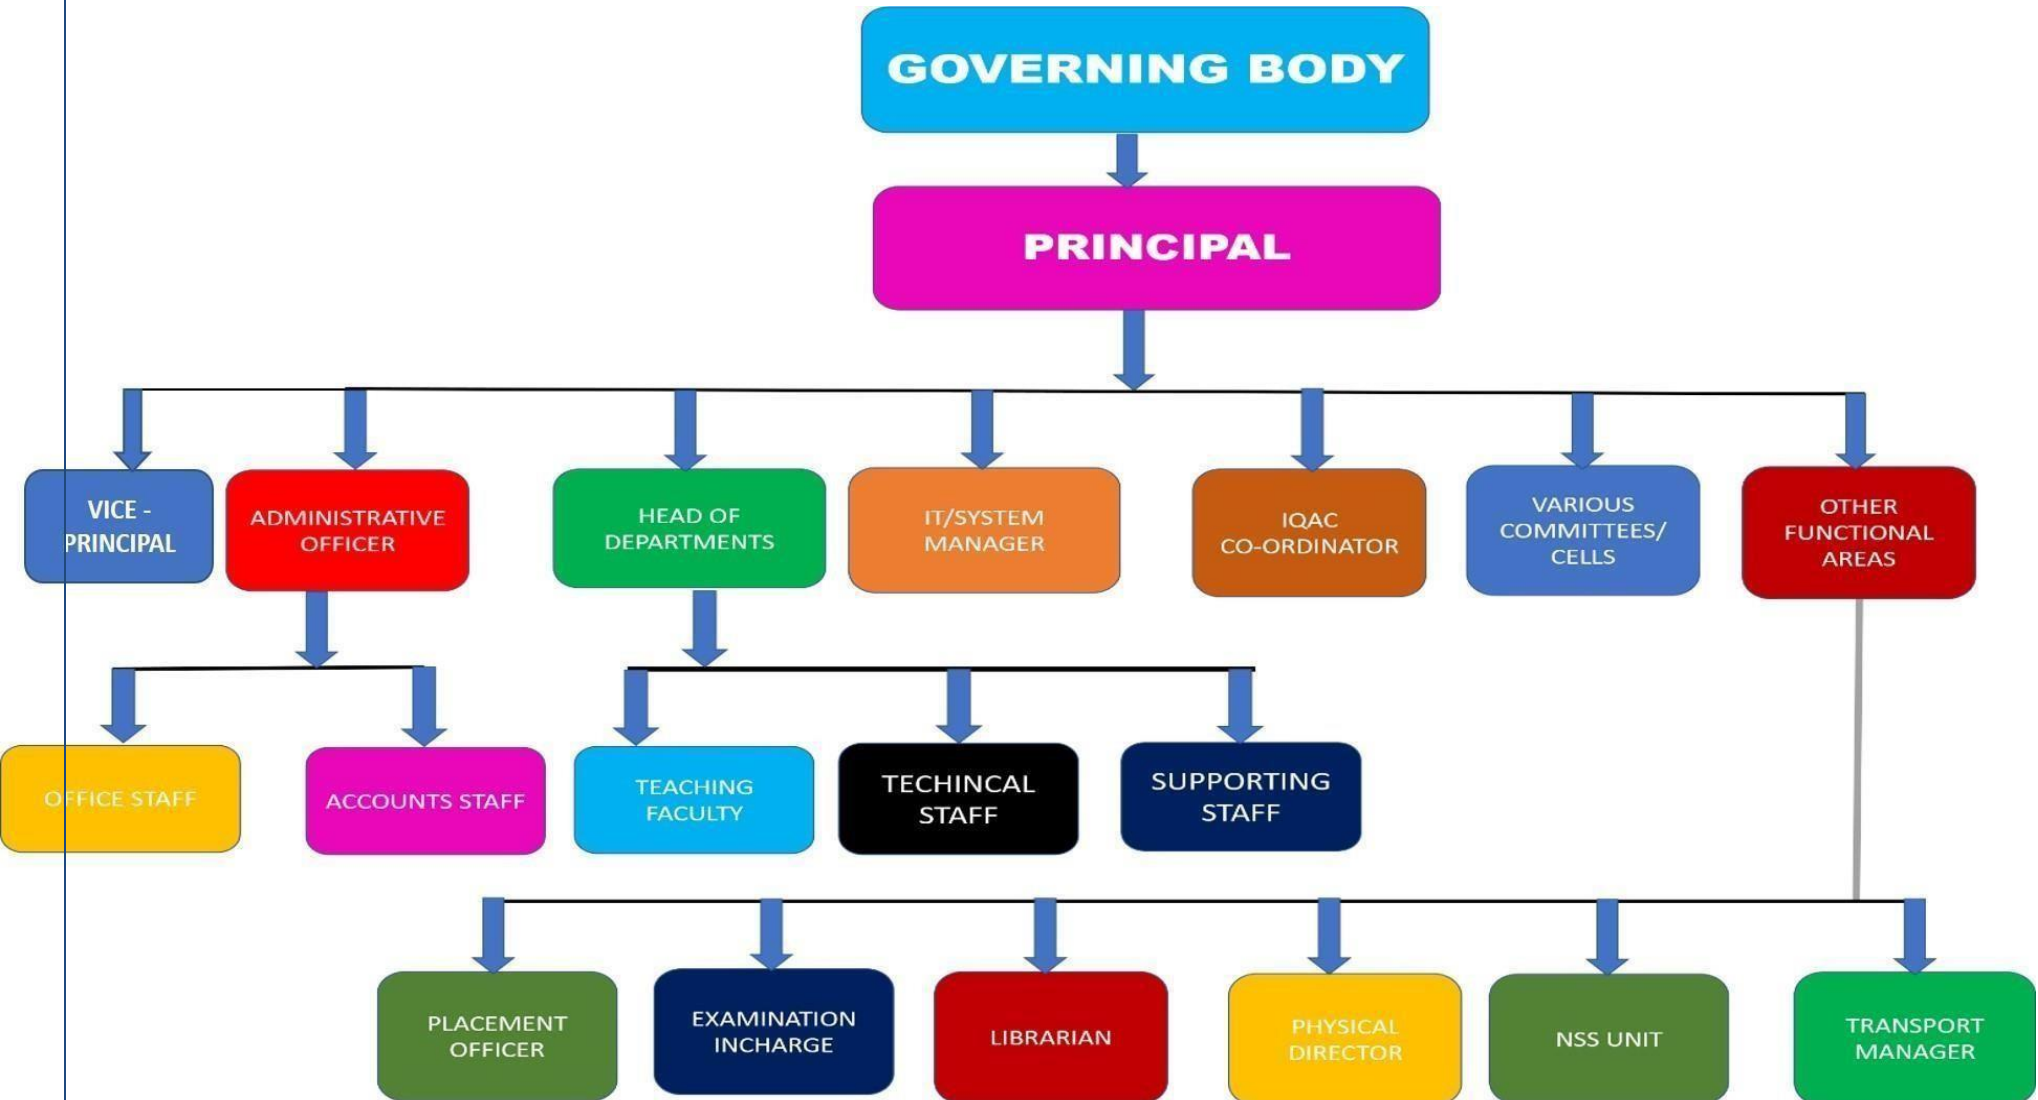 GOVERNING BODY
PRINCIPAL
VICE -
PRINCIPAL
ADMINISTRATIVE
OFFICER
HEAD OF
DEPARTMENTS
IT/SYSTEM
MANAGER
IQAC
CO-ORDINATOR
VARIOUS
COMMITTEES/
CELLS
OTHER
FUNCTIONAL
AREAS
OFFICE STAFF
ACCOUNTS STAFF
TEACHING
FACULTY
TECHINCAL
STAFF
SUPPORTING
STAFF
PLACEMENT
OFFICER
EXAMINATION
INCHARGE
LIBRARIAN
PHYSICAL
DIRECTOR
NSS UNIT
TRANSPORT
MANAGER